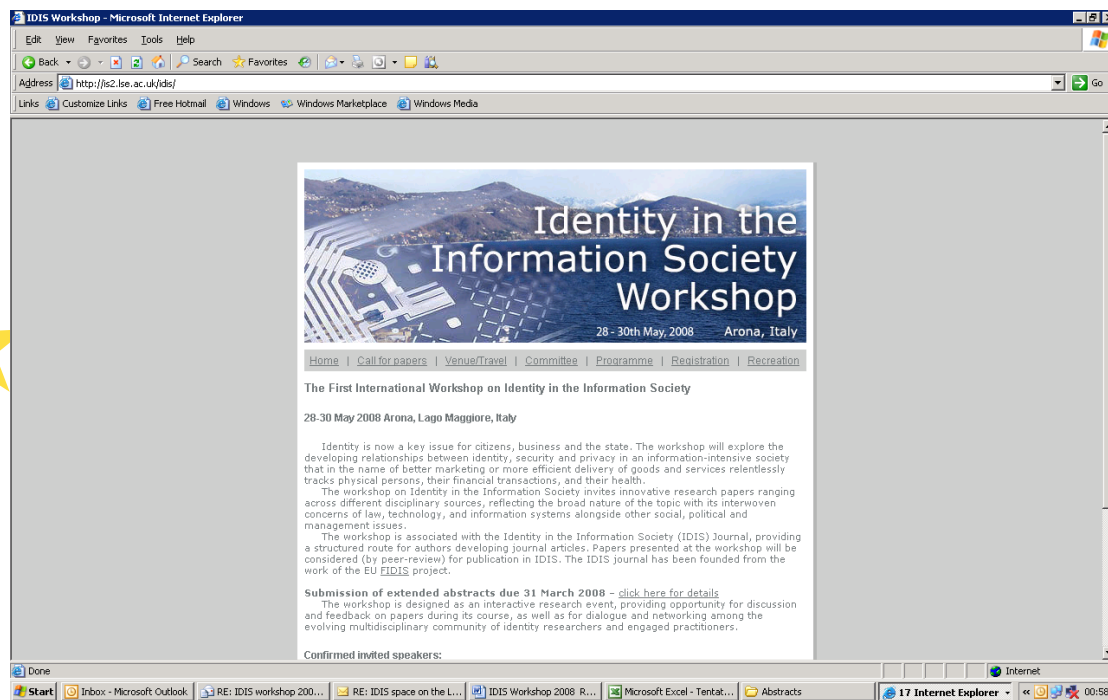 IDIS Workshop - Microsoft Internet Explorer
Edit View Favorites Tools Help
Back Search Favorites
Address http://is2.lse.ac.uk/idis/ Go
Links Customize Links Free Hotmail Windows Windows Marketplace Windows Media
Identity in the
Information Society
Workshop
28 - 30th May, 2008 Arona, Italy
Home | Call for papers | Venue/Travel | Committee | Programme | Registration | Recreation
The First International Workshop on Identity in the Information Society
28-30 May 2008 Arona, Lago Maggiore, Italy
Identity is now a key issue for citizens, business and the state. The workshop will explore the
developing relationships between identity, security and privacy in an information-intensive society
that in the name of better marketing or more efficient delivery of goods and services relentlessly
tracks physical persons, their financial transactions, and their health.
The workshop on Identity in the Information Society invites innovative research papers ranging
across different disciplinary sources, reflecting the broad nature of the topic with its interwoven
concerns of law, technology, and information systems alongside other social, political and
management issues.
The workshop is associated with the Identity in the Information Society (IDIS) Journal, providing
a structured route for authors developing journal articles. Papers presented at the workshop will be
considered (by peer-review) for publication in IDIS. The IDIS journal has been founded from the
work of the EU FIDIS project.
Submission of extended abstracts due 31 March 2008 – click here for details
The workshop is designed as an interactive research event, providing opportunity for discussion
and feedback on papers during its course, as well as for dialogue and networking among the
evolving multidisciplinary community of identity researchers and engaged practitioners.
Confirmed invited speakers:
Done Internet
Start Inbox - Microsoft Outlook RE: IDIS workshop 200... RE: IDIS space on the L... IDIS Workshop 2008 R... Microsoft Excel - Tentat... Abstracts 17 Internet Explorer 00:58